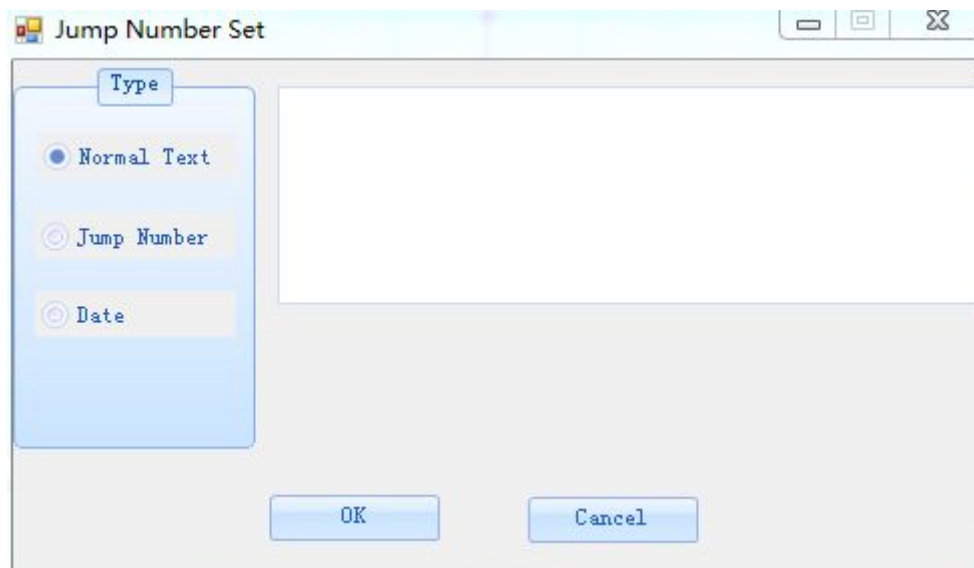 Jump Number Set
Type
Normal Text
Jump Number
Date
OK
Cancel